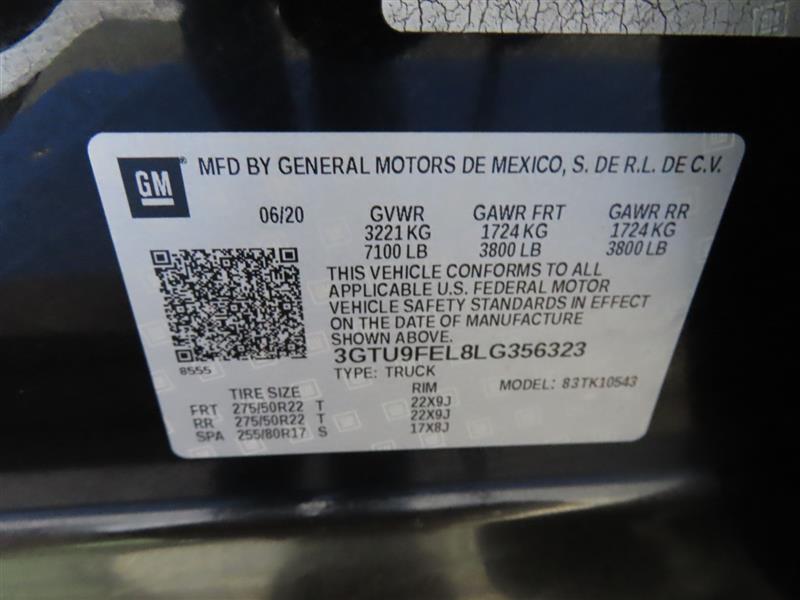 GM ® MFD BY GENERAL MOTORS DE MEXICO, S. DE R.L. DE C.V.
06/20 GVWR GAWR FRT GAWR RR
3221 KG 1724 KG 1724 KG
7100 LB 3800 LB 3800 LB
THIS VEHICLE CONFORMS TO ALL
APPLICABLE U.S. FEDERAL MOTOR
VEHICLE SAFETY STANDARDS IN EFFECT
ON THE DATE OF MANUFACTURE
SHOWN ABOVE.
8555 3GTU9FEL8LG356323
TYPE: TRUCK MODEL: 83TK10543
TIRE SIZE RIM
FRT 275/50R22 T 22X9J
RR 275/50R22 T 22X9J
SPA 255/80R17 S 17X8J